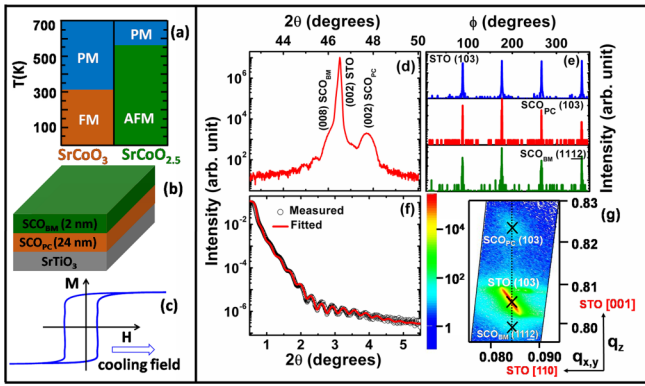 700
600
500
400
300
200
100
T(K)
PM
FM
PM
AFM
(a)
SrCoO3
SrCoO2.5
(b)
SCOBM (2 nm)
SCOPC (24 nm)
SrTiO3
(c)
M
H
cooling field
2θ (degrees)
44 46 48 50
(d)
(008) SCOBM
(002) STO
(002) SCOPC
10^6
10^4
10^2
10^0
Intensity (arb. unit)
ϕ (degrees)
100 200 300
STO (103)
(e)
SCOPC (103)
SCOBM (1112)
Intensity (arb. unit)
(f)
Measured
Fitted
10^-2
10^-4
10^-6
1 2 3 4 5
2θ (degrees)
10^4
10^2
1
(g)
SCOPC (103)
STO (103)
SCOBM (1112)
0.83
0.82
0.81
0.80
STO [001]
qz
0.080 0.090
qx,y
STO [110]